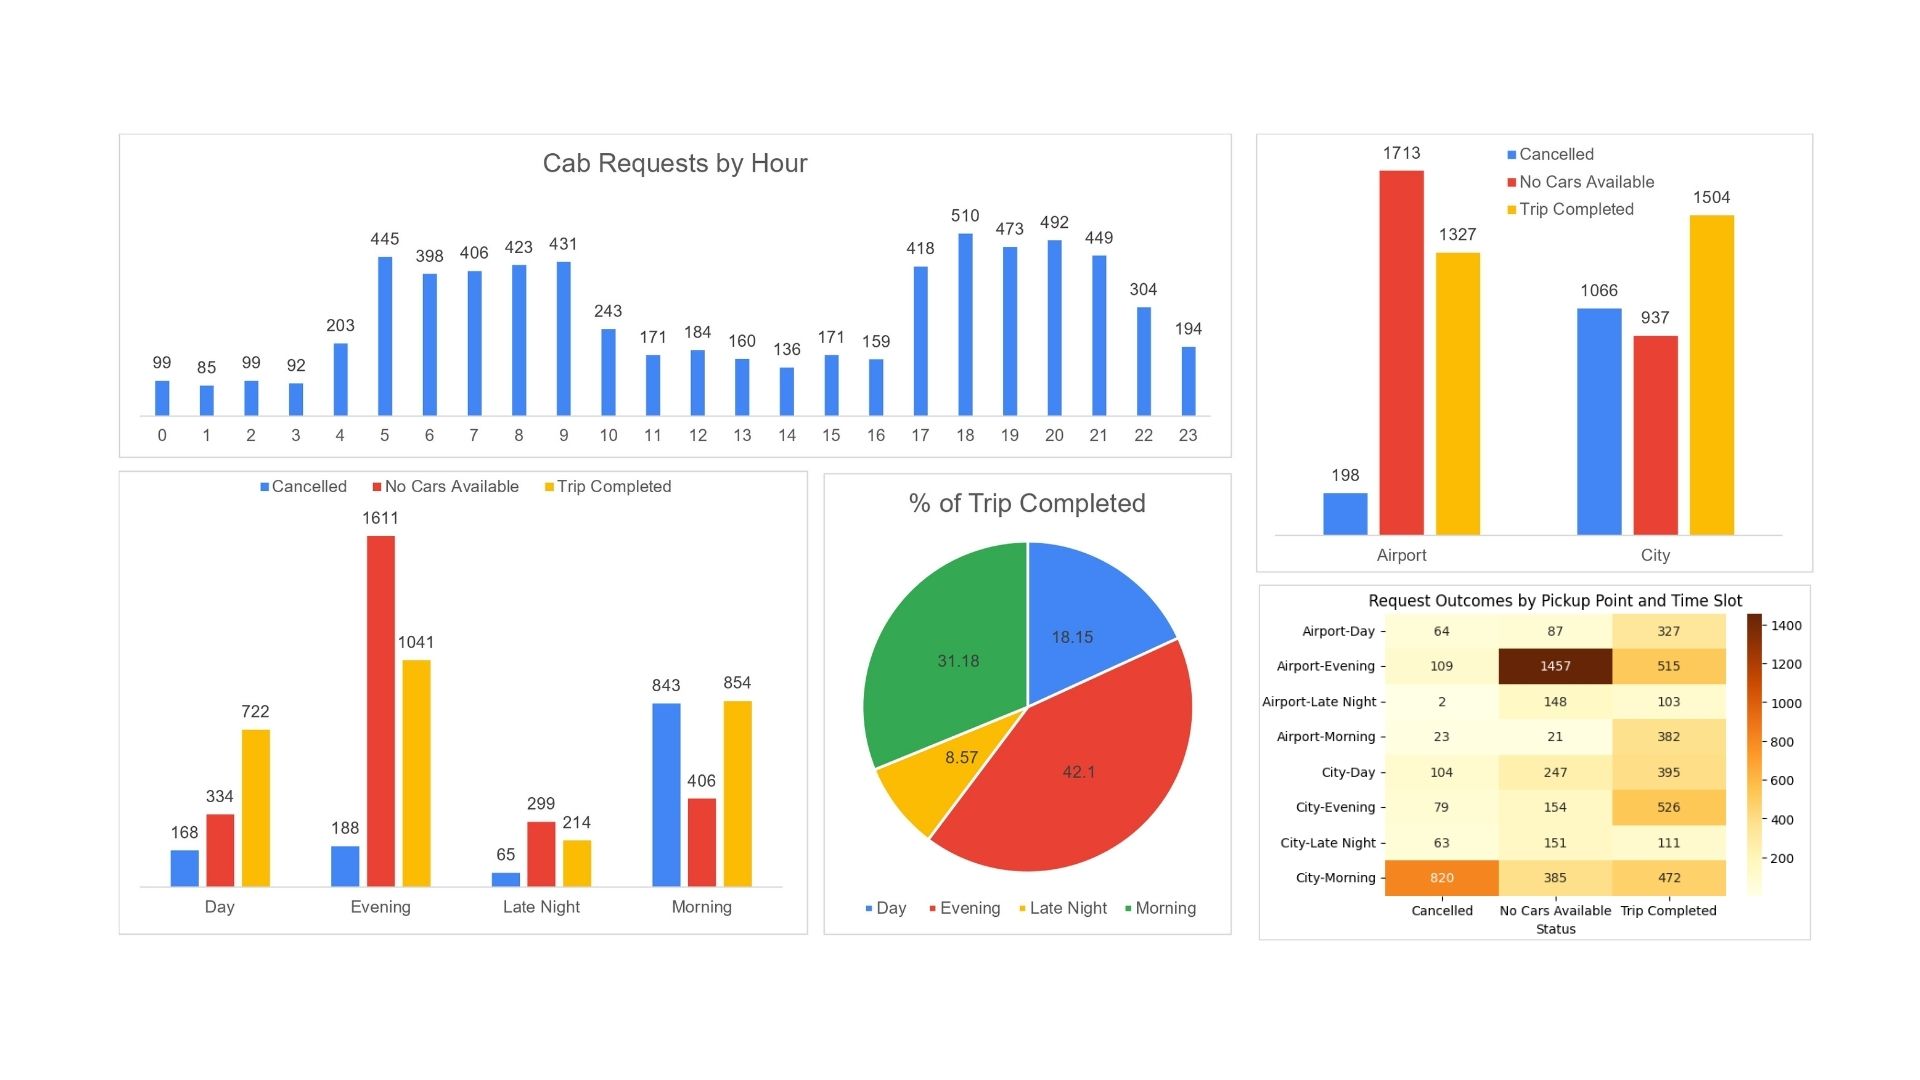 Cab Requests by Hour
99 85 99 92 203 445 398 406 423 431 243 171 184 160 136 171 159 418 510 473 492 449 304 194
0 1 2 3 4 5 6 7 8 9 10 11 12 13 14 15 16 17 18 19 20 21 22 23
Cancelled
No Cars Available
Trip Completed
198 1713 1327 1066 937 1504
Airport City
Cancelled No Cars Available Trip Completed
168 334 722 188 1611 1041 65 299 214 843 406 854
Day Evening Late Night Morning
% of Trip Completed
18.15
31.18
8.57
42.1
Day Evening Late Night Morning
Request Outcomes by Pickup Point and Time Slot
Airport-Day 64 87 327
Airport-Evening 109 1457 515
Airport-Late Night 2 148 103
Airport-Morning 23 21 382
City-Day 104 247 395
City-Evening 79 154 526
City-Late Night 63 151 111
City-Morning 820 385 472
Cancelled No Cars Available Trip Completed
Status
1400
1200
1000
800
600
400
200